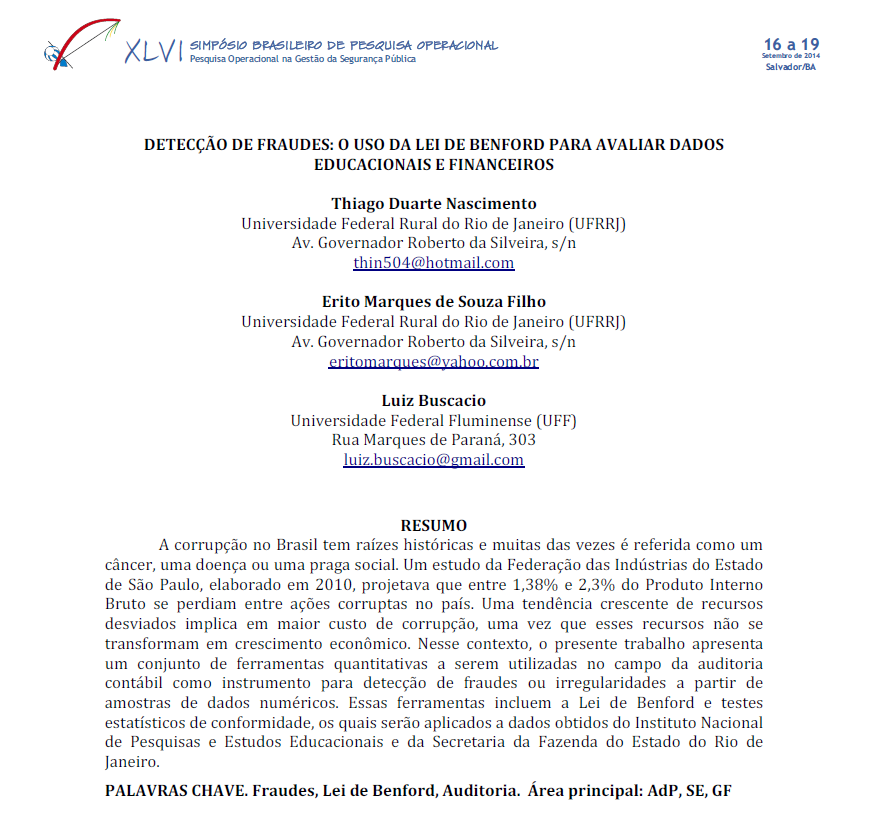 XLVI SIMPÓSIO BRASILEIRO DE PESQUISA OPERACIONAL
Pesquisa Operacional na Gestão da Segurança Pública
16 a 19
Setembro de 2014
Salvador/BA
DETECÇÃO DE FRAUDES: O USO DA LEI DE BENFORD PARA AVALIAR DADOS
EDUCACIONAIS E FINANCEIROS
Thiago Duarte Nascimento
Universidade Federal Rural do Rio de Janeiro (UFRRJ)
Av. Governador Roberto da Silveira, s/n
thin504@hotmail.com
Erito Marques de Souza Filho
Universidade Federal Rural do Rio de Janeiro (UFRRJ)
Av. Governador Roberto da Silveira, s/n
eritomarques@yahoo.com.br
Luiz Buscacio
Universidade Federal Fluminense (UFF)
Rua Marques de Paraná, 303
luiz.buscacio@gmail.com
RESUMO
A corrupção no Brasil tem raízes históricas e muitas das vezes é referida como um
câncer, uma doença ou uma praga social. Um estudo da Federação das Indústrias do Estado
de São Paulo, elaborado em 2010, projetava que entre 1,38% e 2,3% do Produto Interno
Bruto se perdiam entre ações corruptas no país. Uma tendência crescente de recursos
desviados implica em maior custo de corrupção, uma vez que esses recursos não se
transformam em crescimento econômico. Nesse contexto, o presente trabalho apresenta
um conjunto de ferramentas quantitativas a serem utilizadas no campo da auditoria
contábil como instrumento para detecção de fraudes ou irregularidades a partir de
amostras de dados numéricos. Essas ferramentas incluem a Lei de Benford e testes
estatísticos de conformidade, os quais serão aplicados a dados obtidos do Instituto Nacional
de Pesquisas e Estudos Educacionais e da Secretaria da Fazenda do Estado do Rio de
Janeiro.
PALAVRAS CHAVE. Fraudes, Lei de Benford, Auditoria. Área principal: AdP, SE, GF